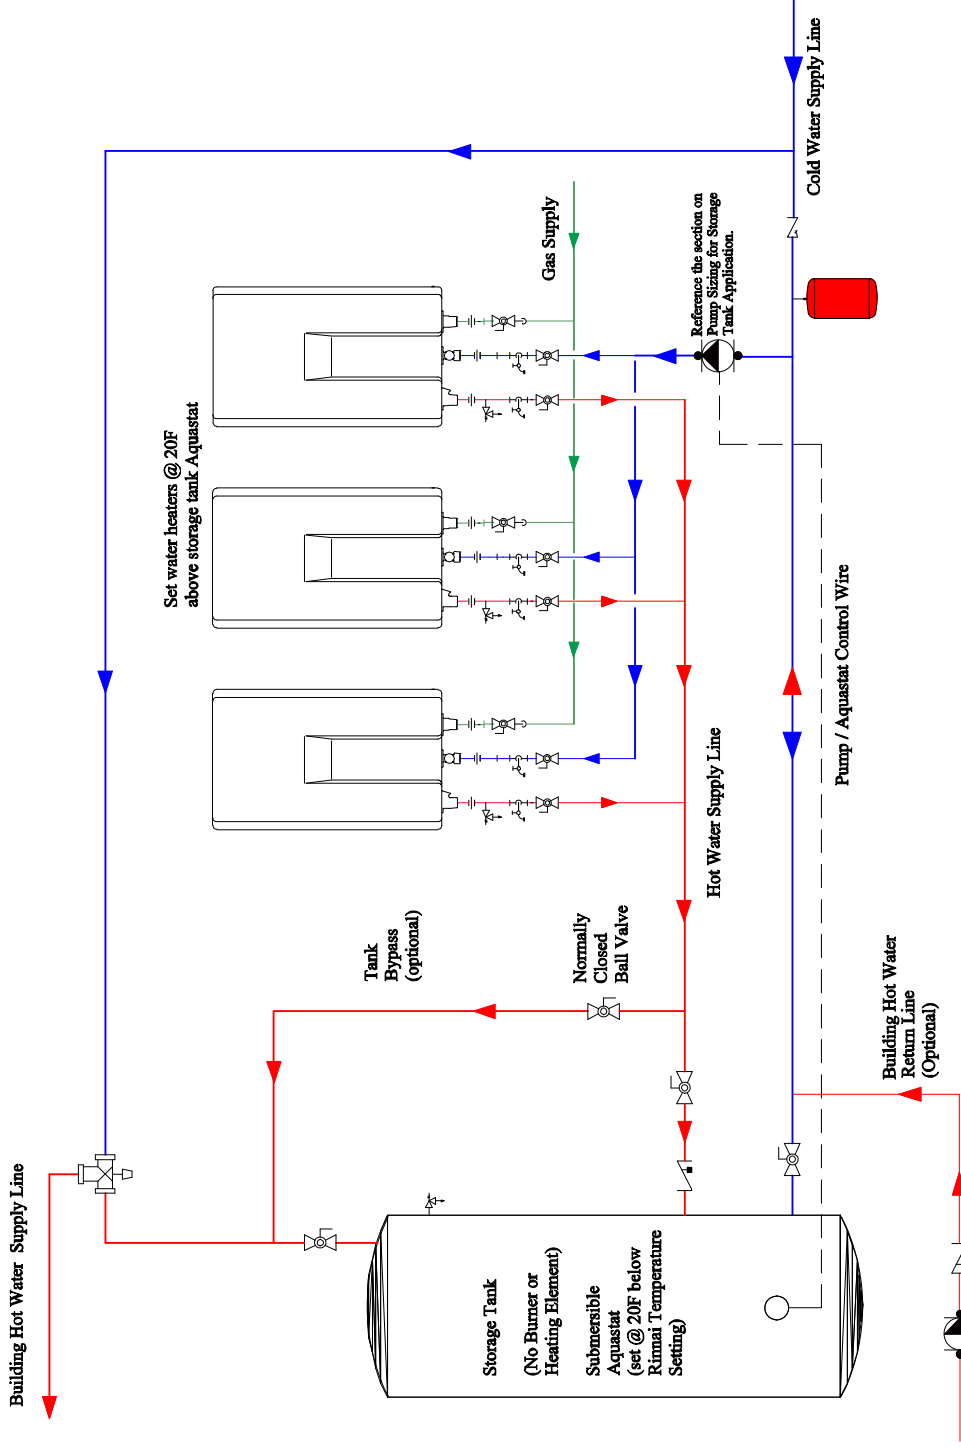 Building Hot Water  Supply Line
Set water heaters @ 20F
above storage tank Aquastat
Tank
Bypass
(optional)
Storage Tank
(No Burner or
Heating Element)
Submersible
Aquastat
(set @ 20F below
Rinnai Temperature
Setting)
Normally
Closed
Ball Valve
Gas Supply
Hot Water Supply Line
Reference the section on
Pump Sizing for Storage
Tank Application.
Cold Water Supply Line
Pump / Aquastat Control Wire
Building Hot Water
Return Line
(Optional)